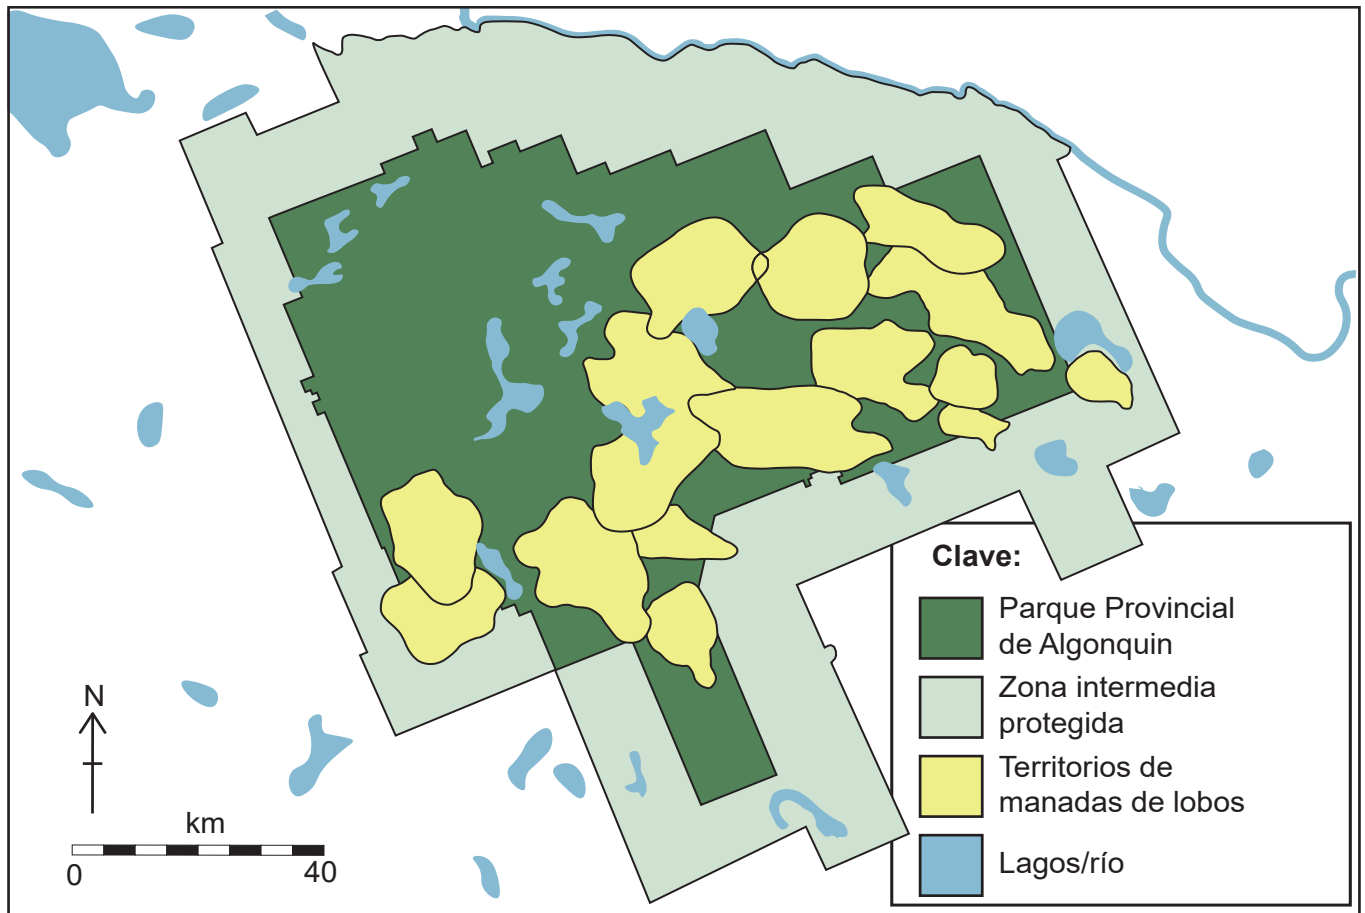 N
km
0
40
Clave:
Parque Provincial
de Algonquin
Zona intermedia
protegida
Territorios de
manadas de lobos
Lagos/río